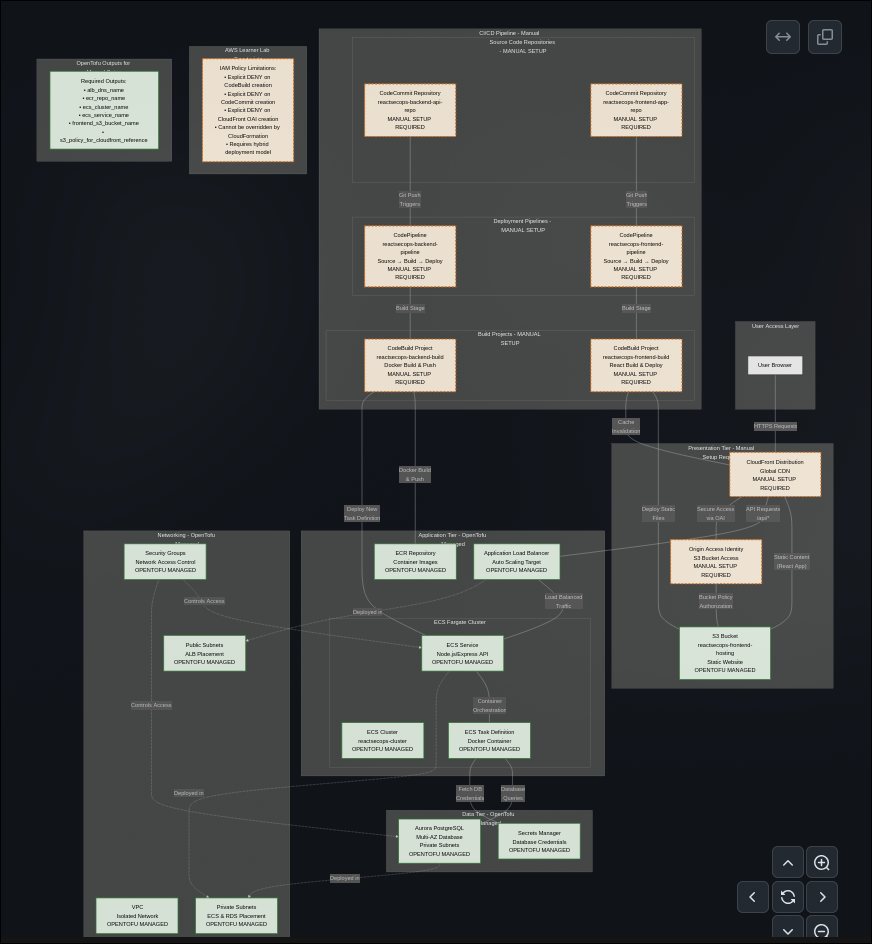 OpenTofu Outputs for
Required Outputs:
• alb_dns_name
• ecr_repo_name
• ecs_cluster_name
• ecs_service_name
• frontend_s3_bucket_name
•
s3_policy_for_cloudfront_reference
AWS Learner Lab
IAM Policy Limitations:
• Explicit DENY on
CodeBuild creation
• Explicit DENY on
CodeCommit creation
• Explicit DENY on
CloudFront OAI creation
• Cannot be overridden by
CloudFormation
• Requires hybrid
deployment model
CI/CD Pipeline - Manual
Source Code Repositories
- MANUAL SETUP
CodeCommit Repository
reactsecops-backend-api-
repo
MANUAL SETUP
REQUIRED
CodeCommit Repository
reactsecops-frontend-app-
repo
MANUAL SETUP
REQUIRED
Git Push
Triggers
Git Push
Triggers
Deployment Pipelines -
MANUAL SETUP
CodePipeline
reactsecops-backend-
pipeline
Source → Build → Deploy
MANUAL SETUP
REQUIRED
CodePipeline
reactsecops-frontend-
pipeline
Source → Build → Deploy
MANUAL SETUP
REQUIRED
Build Stage
Build Stage
Build Projects - MANUAL
SETUP
CodeBuild Project
reactsecops-backend-build
Docker Build & Push
MANUAL SETUP
REQUIRED
CodeBuild Project
reactsecops-frontend-build
React Build & Deploy
MANUAL SETUP
REQUIRED
User Access Layer
User Browser
HTTPS Requests
Cache
Invalidation
Presentation Tier - Manual
CloudFront Distribution
Global CDN
MANUAL SETUP
REQUIRED
Docker Build
& Push
Deploy New
Task Definition
Deploy Static
Files
Secure Access
via OAI
API Requests
/api/*
Origin Access Identity
S3 Bucket Access
MANUAL SETUP
REQUIRED
Static Content
(React App)
Bucket Policy
Authorization
S3 Bucket
reactsecops-frontend-
hosting
Static Website
OPENTOFU MANAGED
Networking - OpenTofu
Security Groups
Network Access Control
OPENTOFU MANAGED
Application Tier - OpenTofu
ECR Repository
Container Images
OPENTOFU MANAGED
Application Load Balancer
Auto Scaling Target
OPENTOFU MANAGED
Controls Access
Deployed in
Load Balanced
Traffic
ECS Fargate Cluster
Public Subnets
ALB Placement
OPENTOFU MANAGED
ECS Service
Node.js/Express API
OPENTOFU MANAGED
Controls Access
Container
Orchestration
ECS Cluster
reactsecops-cluster
OPENTOFU MANAGED
ECS Task Definition
Docker Container
OPENTOFU MANAGED
Deployed in
Fetch DB
Credentials
Database
Queries
Data Tier - OpenTofu
Aurora PostgreSQL
Multi-AZ Database
Private Subnets
OPENTOFU MANAGED
Secrets Manager
Database Credentials
OPENTOFU MANAGED
Deployed in
VPC
Isolated Network
OPENTOFU MANAGED
Private Subnets
ECS & RDS Placement
OPENTOFU MANAGED